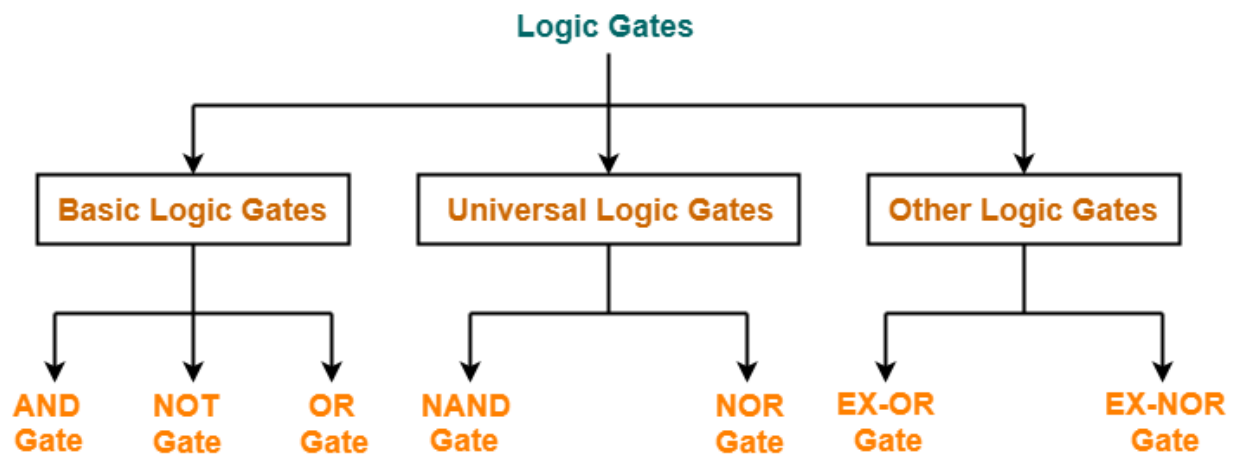 Logic Gates
Basic Logic Gates
Universal Logic Gates
Other Logic Gates
AND
Gate
NOT
Gate
OR
Gate
NAND
Gate
NOR
Gate
EX-OR
Gate
EX-NOR
Gate